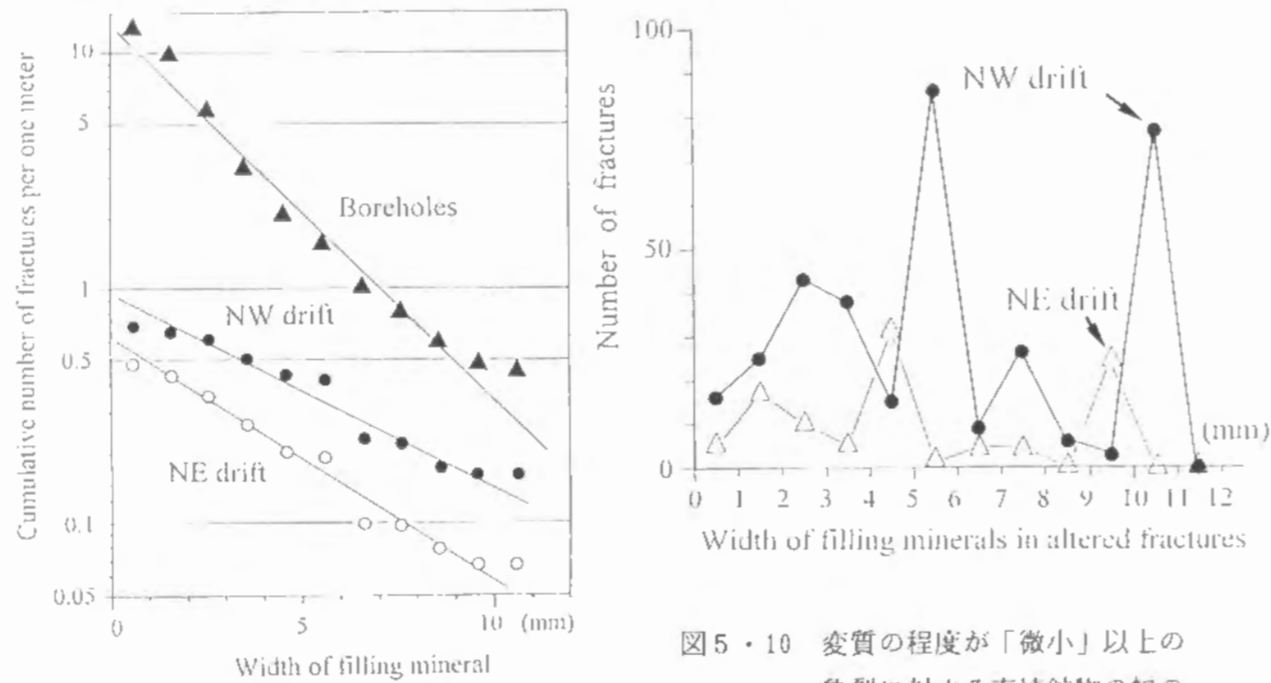 Cumulative number of fractures per one meter
10
5
1
0.5
0.1
0.05
Boreholes
NW drift
NE drift
0
5
10 (mm)
Width of filling mineral
Number of fractures
100
50
0
NW drift
NE drift
(mm)
0 1 2 3 4 5 6 7 8 9 10 11 12
Width of filling minerals in altered fractures
図5・10 変質の程度が「微小」以上の